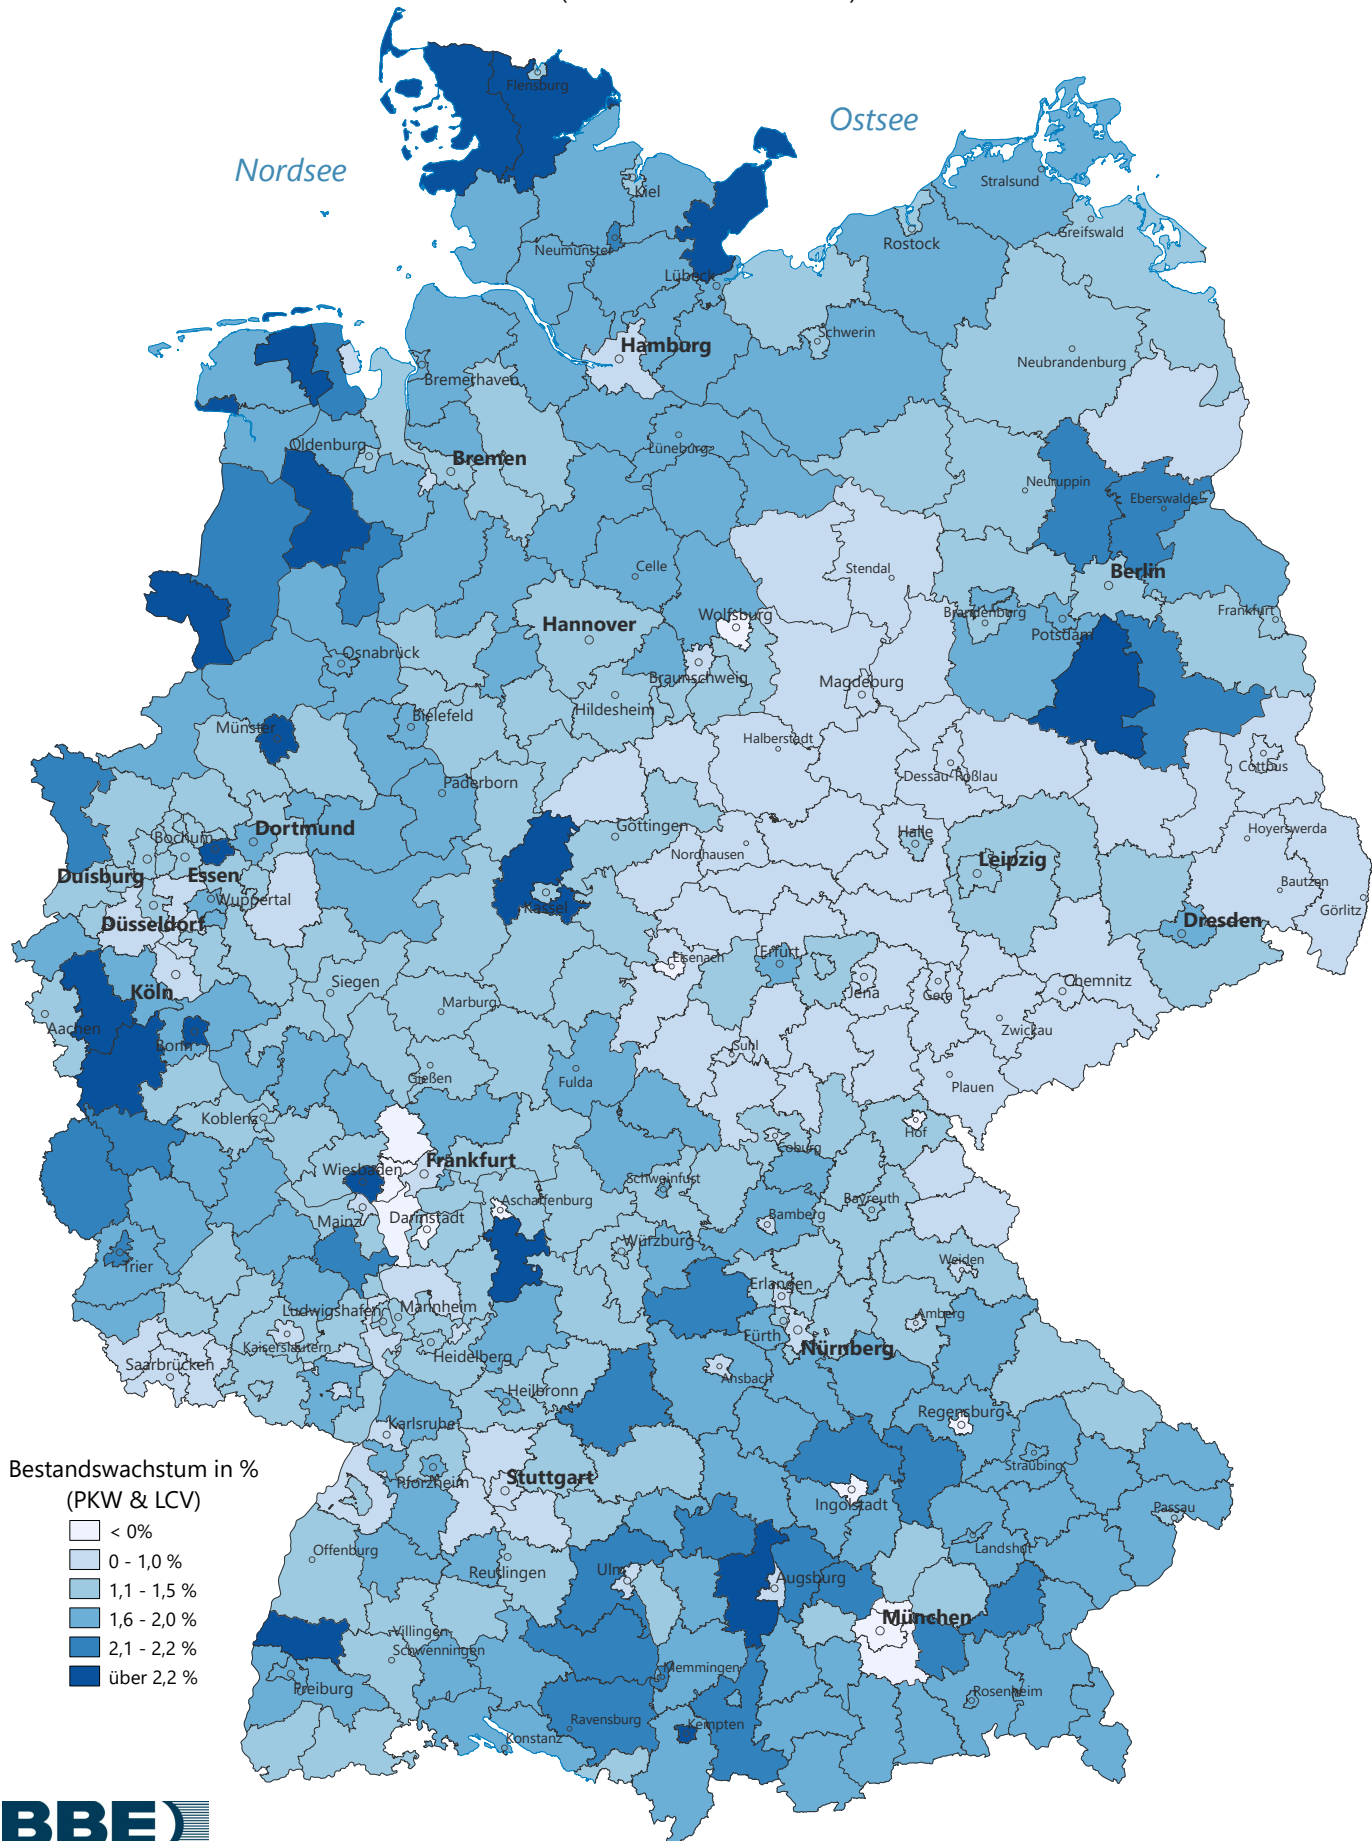 Flensburg
Ostsee
Nordsee
Stralsund
Kiel
Greifswald
Neumünster
Rostock
Lübeck
Schwerin
Hamburg
Neubrandenburg
Bremerhaven
Oldenburg
Lüneburg
Bremen
Neuruppin
Eberswalde
Celle
Stendal
Berlin
Wolfsburg
Brandenburg
Frankfurt
Hannover
Potsdam
Osnabrück
Braunschweig
Magdeburg
Hildesheim
Bielefeld
Münster
Halberstadt
Cottbus
Dessau-Roßlau
Paderborn
Göttingen
Dortmund
Hoyerswerda
Bochum
Halle
Nordhausen
Leipzig
Duisburg
Essen
Bautzen
Wuppertal
Kassel
Görlitz
Düsseldorf
Dresden
Eisenach
Erfurt
Siegen
Chemnitz
Köln
Jena
Gera
Marburg
Aachen
Zwickau
Bonn
Suhl
Gießen
Fulda
Plauen
Koblenz
Hof
Coburg
Frankfurt
Wiesbaden
Schweinfurt
Aschaffenburg
Bayreuth
Mainz
Darmstadt
Bamberg
Würzburg
Trier
Weiden
Erlangen
Ludwigshafen
Mannheim
Amberg
Fürth
Kaiserslautern
Nürnberg
Saarbrücken
Heidelberg
Ansbach
Heilbronn
Karlsruhe
Regensburg
Straubing
Bestandswachstum in %
(PKW & LCV)
Pforzheim
Stuttgart
Ingolstadt
Passau
< 0%
0 - 1,0 %
1,1 - 1,5 %
1,6 - 2,0 %
2,1 - 2,2 %
über 2,2 %
Offenburg
Landshut
Reutlingen
Ulm
Augsburg
München
Villingen-
Schwenningen
Memmingen
Freiburg
Rosenheim
Ravensburg
Kempten
Konstanz
BBE